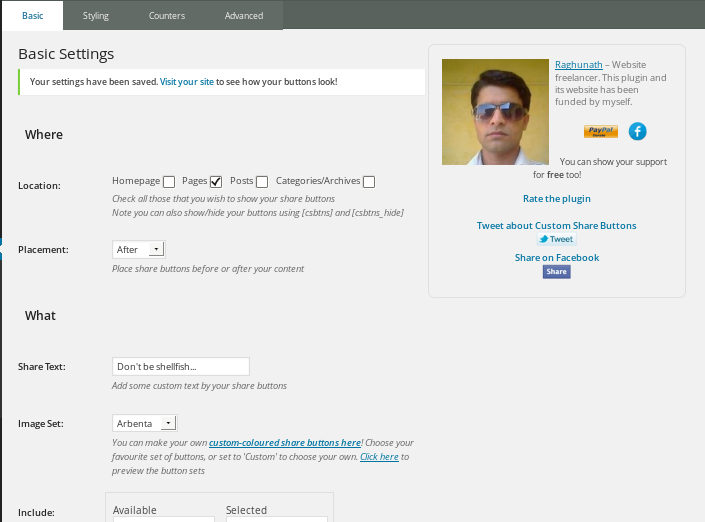 Basic Styling Counters Advanced
Basic Settings
Your settings have been saved. Visit your site to see how your buttons look!
Where
Location: Homepage Pages Posts Categories/Archives
Check all those that you wish to show your share buttons
Note you can also show/hide your buttons using [csbtns] and [csbtns_hide]
Placement: After
Place share buttons before or after your content
What
Share Text: Don't be shellfish...
Add some custom text by your share buttons
Image Set: Arbenta
You can make your own custom-coloured share buttons here! Choose your
favourite set of buttons, or set to 'Custom' to choose your own. Click here to
preview the button sets
Include: Available Selected
Raghunath – Website
freelancer. This plugin and
its website has been
funded by myself.
PayPal
Donate
f
You can show your support
for free too!
Rate the plugin
Tweet about Custom Share Buttons
Tweet
Share on Facebook
Share